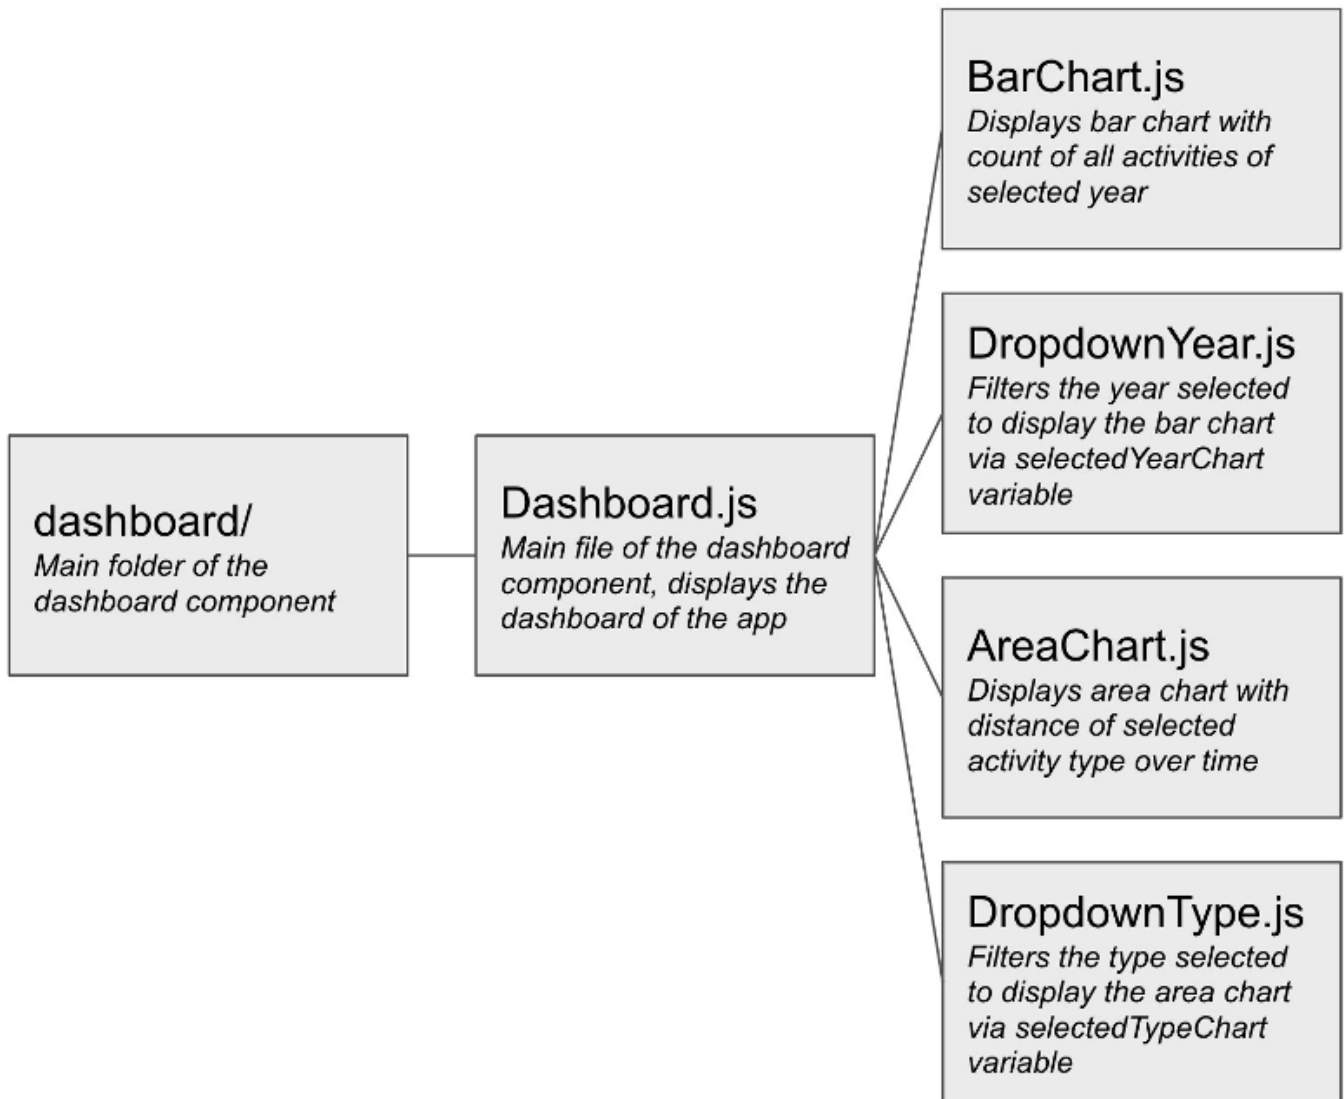 dashboard/
Main folder of the
dashboard component
Dashboard.js
Main file of the dashboard
component, displays the
dashboard of the app
BarChart.js
Displays bar chart with
count of all activities of
selected year
DropdownYear.js
Filters the year selected
to display the bar chart
via selectedYearChart
variable
AreaChart.js
Displays area chart with
distance of selected
activity type over time
DropdownType.js
Filters the type selected
to display the area chart
via selectedTypeChart
variable